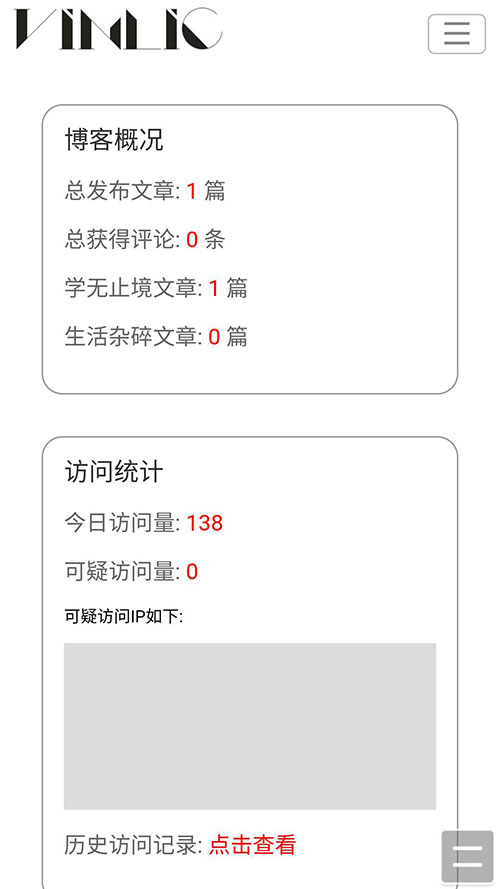 VINLIC
博客概况
总发布文章: 1 篇
总获得评论: 0 条
学无止境文章: 1 篇
生活杂碎文章: 0 篇
访问统计
今日访问量: 138
可疑访问量: 0
可疑访问IP如下:
历史访问记录: 点击查看